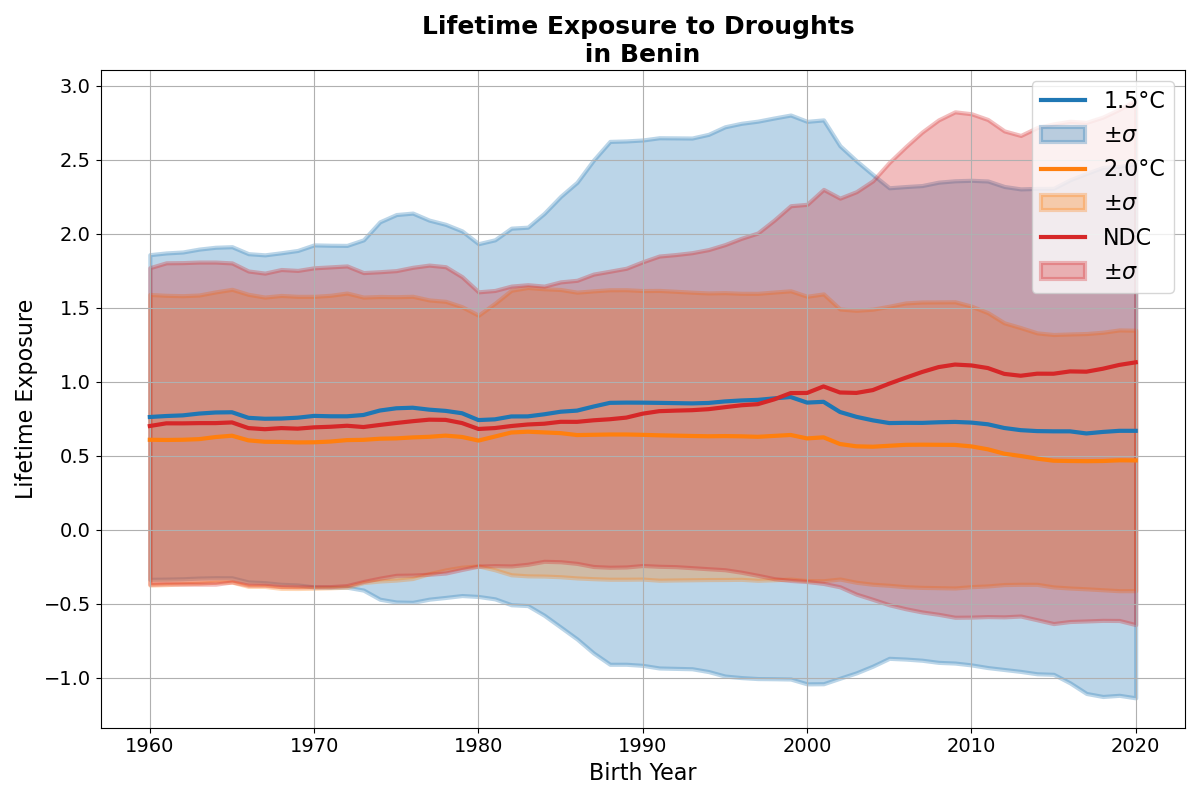 Lifetime Exposure to Droughts
in Benin
3.0
2.5
2.0
1.5
1.0
0.5
0.0
−0.5
−1.0
Lifetime Exposure
1960
1970
1980
1990
2000
2010
2020
Birth Year
1.5°C
±σ
2.0°C
±σ
NDC
±σ